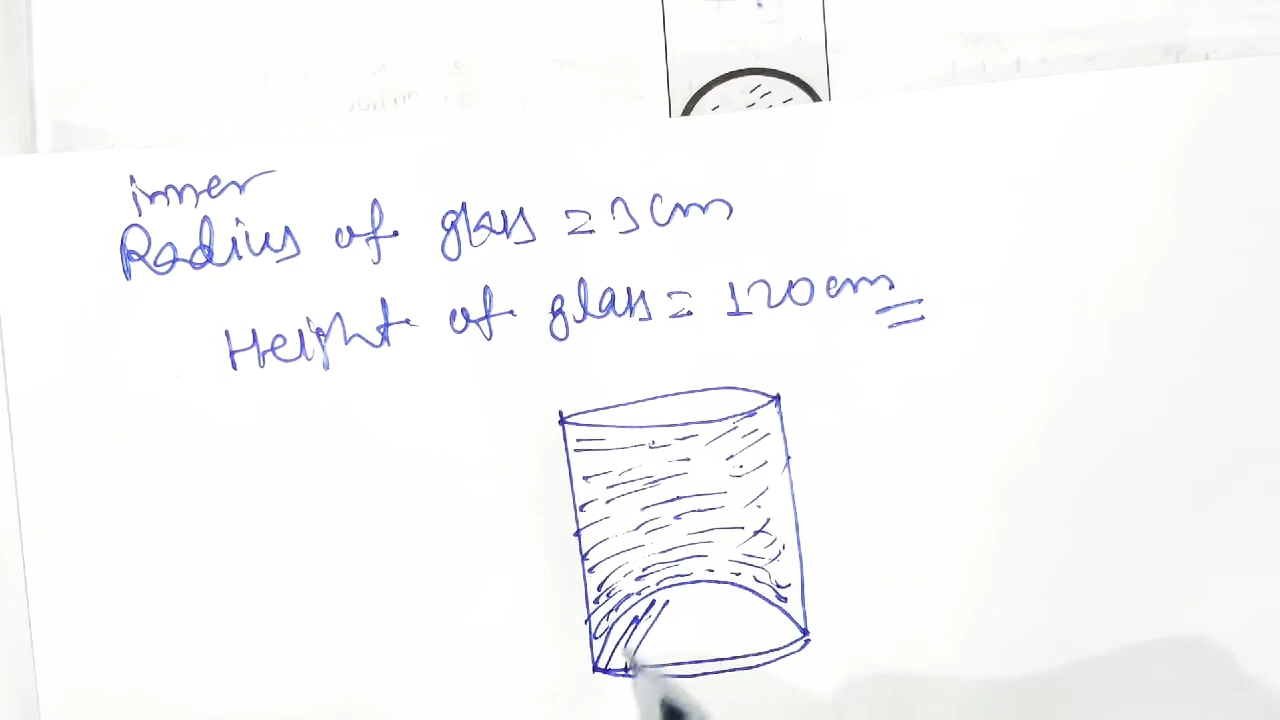 inner
Radius of glass = 3 cm
Height of glass = 120 cm